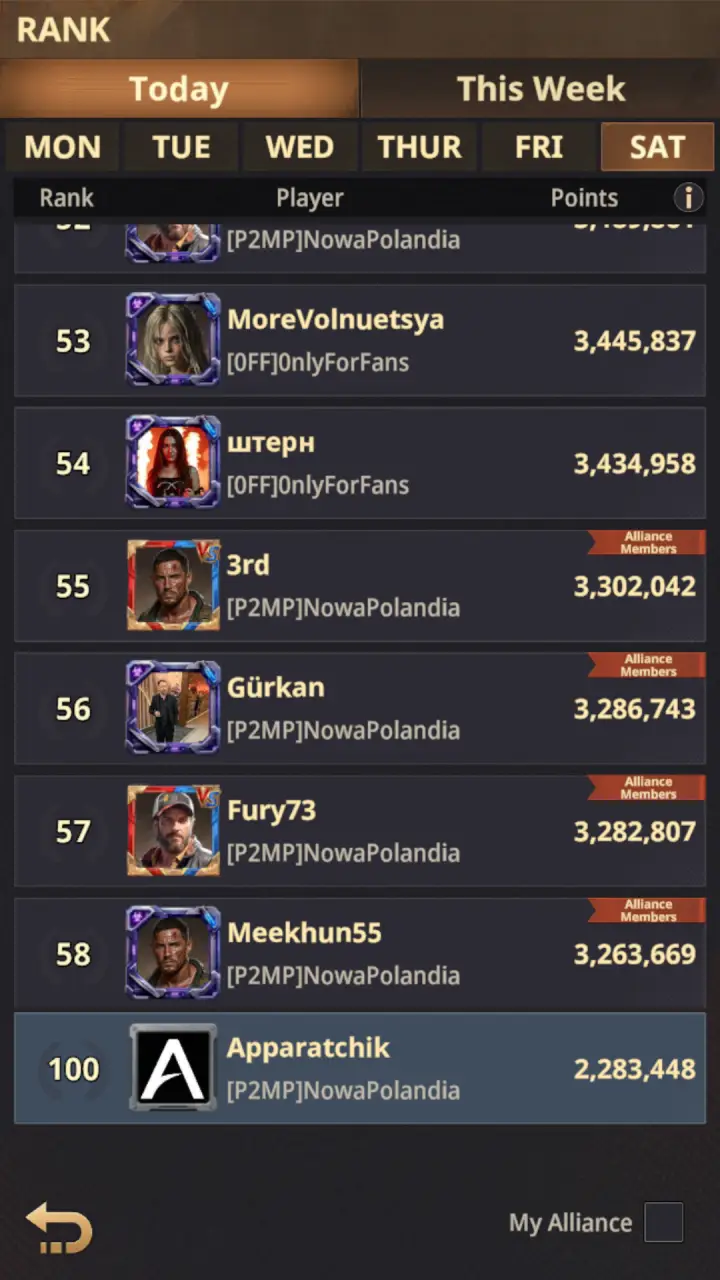 RANK
Today
This Week
MON TUE WED THUR FRI SAT
Rank Player Points
[P2MP]NowaPolandia
53
MoreVolnuetsya
[0FF]0nlyForFans
3,445,837
54
штерн
[0FF]0nlyForFans
3,434,958
Alliance
Members
55
3rd
[P2MP]NowaPolandia
3,302,042
Alliance
Members
56
Gürkan
[P2MP]NowaPolandia
3,286,743
Alliance
Members
57
Fury73
[P2MP]NowaPolandia
3,282,807
Alliance
Members
58
Meekhun55
[P2MP]NowaPolandia
3,263,669
100
Apparatchik
[P2MP]NowaPolandia
2,283,448
My Alliance